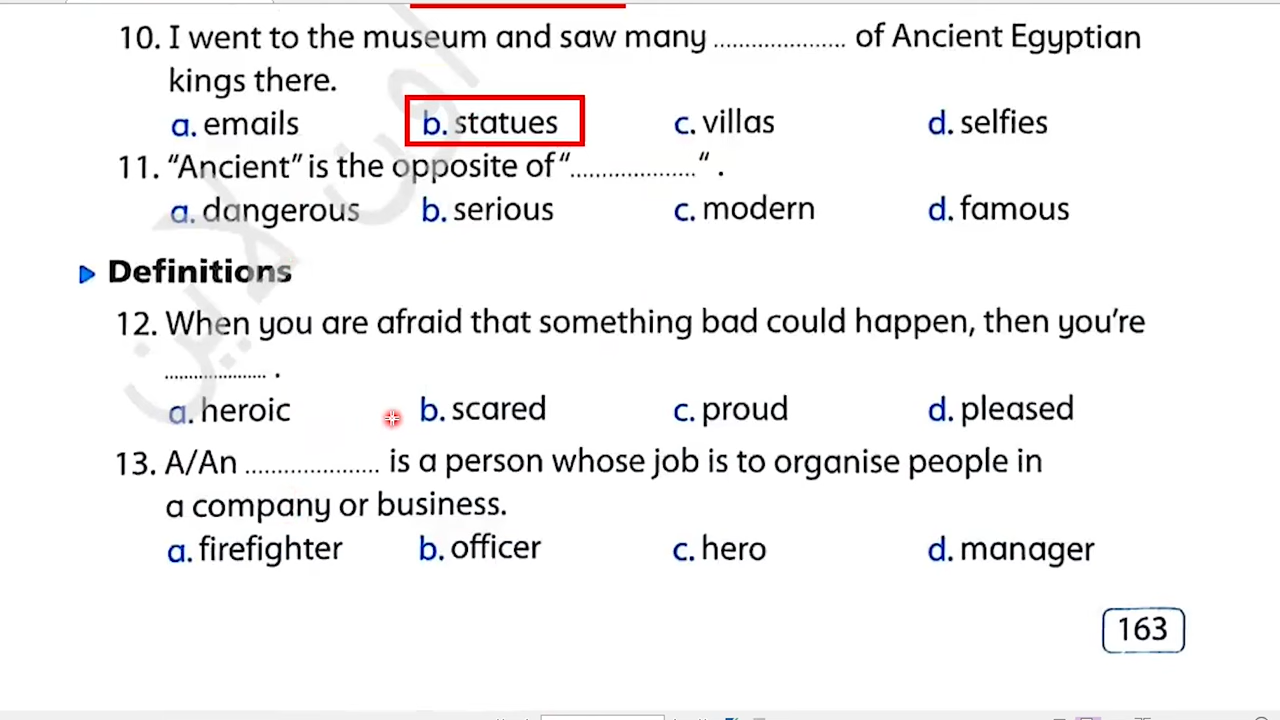 10. I went to the museum and saw many ..................... of Ancient Egyptian
kings there.
a. emails b. statues c. villas d. selfies
11. “Ancient” is the opposite of “....................“ .
a. dangerous b. serious c. modern d. famous
Definitions
12. When you are afraid that something bad could happen, then you’re
..................... .
a. heroic b. scared c. proud d. pleased
13. A/An ..................... is a person whose job is to organise people in
a company or business.
a. firefighter b. officer c. hero d. manager
163
اون لاين